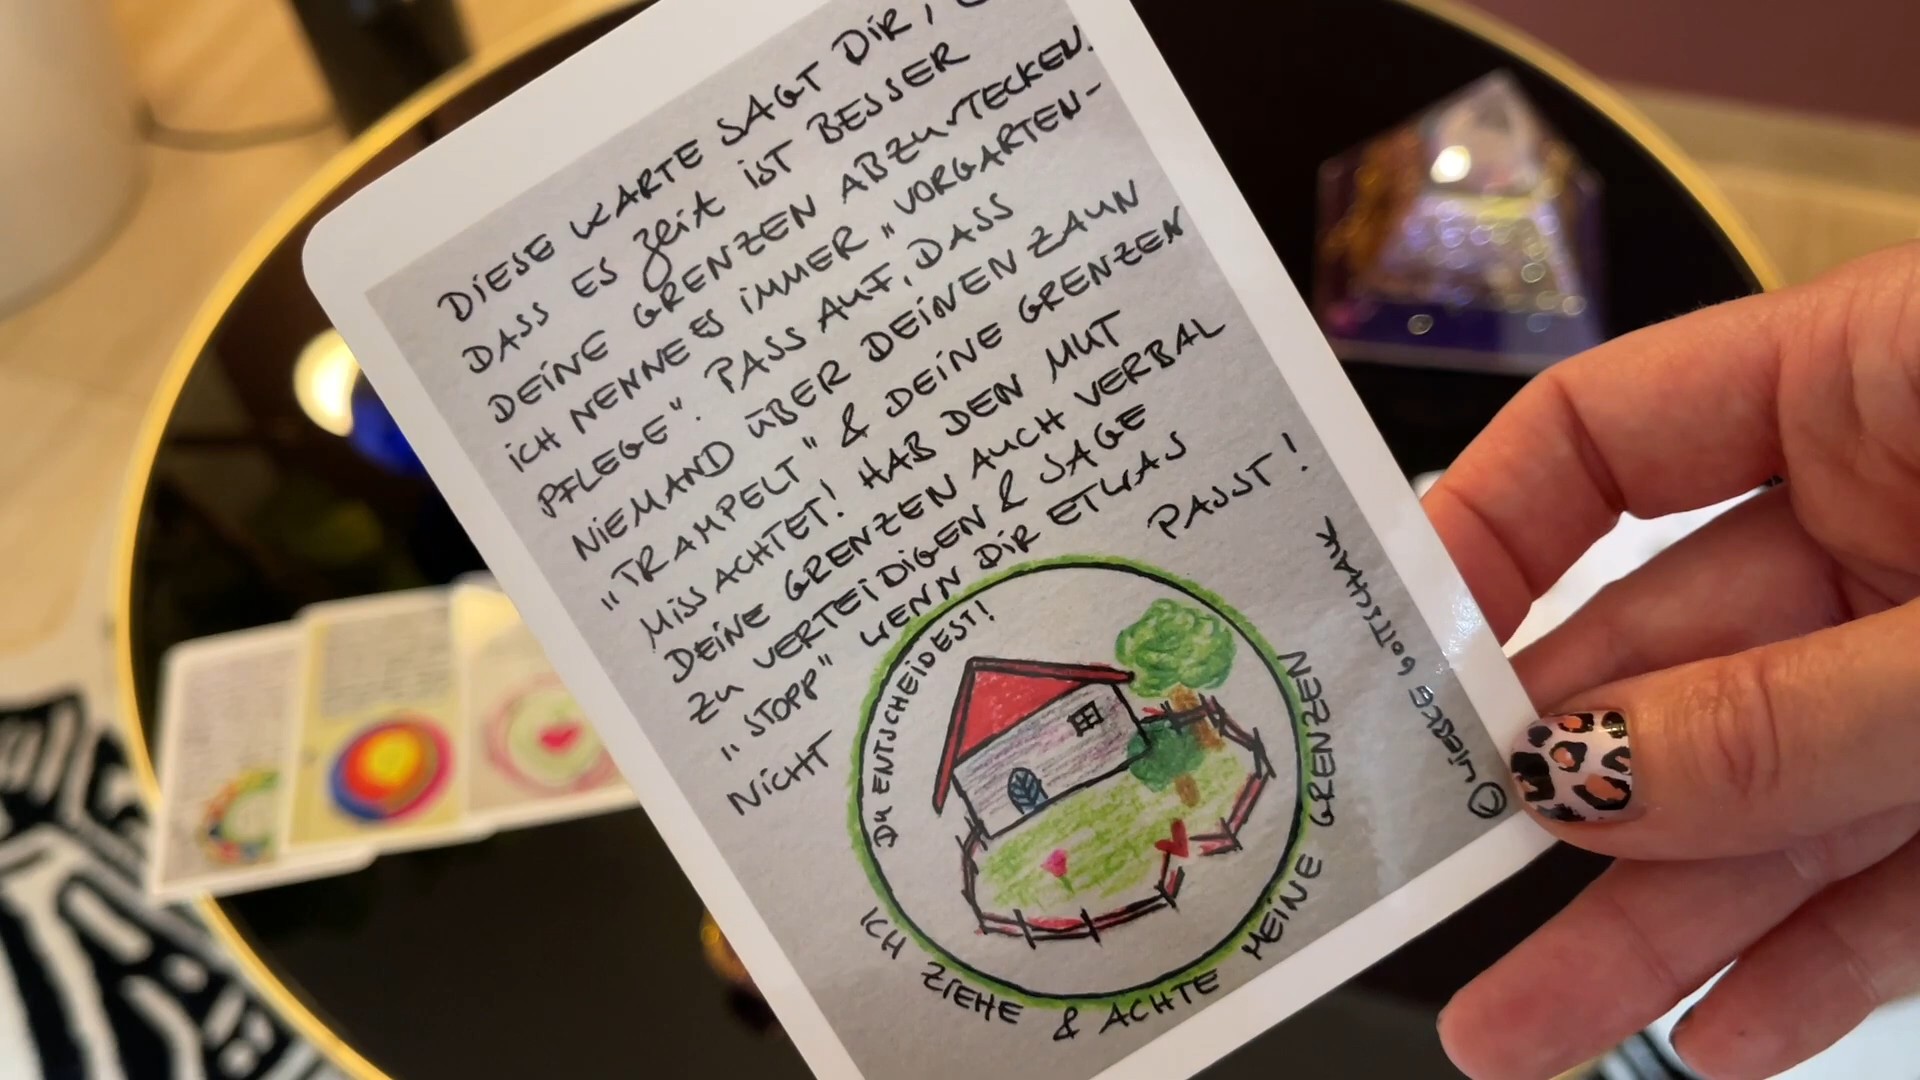 DIESE KARTE SAGT DIR,
DASS ES Zeit IST BESSER
DEINE GRENZEN ABZUSTECKEN.
ICH NENNE ES IMMER „VORGARTEN-
PFLEGE". PASS AUF, DASS
NIEMAND ÜBER DEINEN ZAUN
„TRAMPELT" & DEINE GRENZEN
MISSACHTET! HAB DEN MUT
DEINE GRENZEN AUCH VERBAL
ZU VERTEIDIGEN & SAGE
„STOPP" WENN DIR ETWAS
NICHT PASST!
DU ENTSCHEIDEST!
ICH ZIEHE & ACHTE MEINE GRENZEN
© WIEBKE GOTTSCHALK